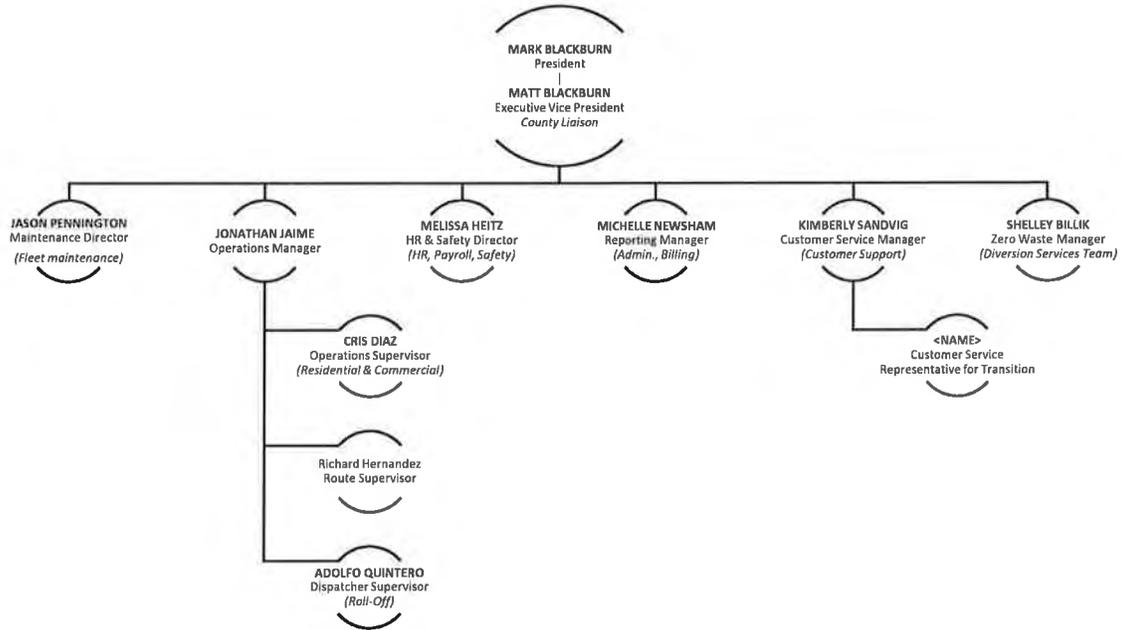 MARK BLACKBURN
President
MATT BLACKBURN
Executive Vice President
County Liaison
JASON PENNINGTON
Maintenance Director
(Fleet maintenance)
JONATHAN JAIME
Operations Manager
MELISSA HEITZ
HR & Safety Director
(HR, Payroll, Safety)
MICHELLE NEWSHAM
Reporting Manager
(Admin., Billing)
KIMBERLY SANDVIG
Customer Service Manager
(Customer Support)
SHELLEY BILLIK
Zero Waste Manager
(Diversion Services Team)
CRIS DIAZ
Operations Supervisor
(Residential & Commercial)
<NAME>
Customer Service
Representative for Transition
Richard Hernandez
Route Supervisor
ADOLFO QUINTERO
Dispatcher Supervisor
(Roll-Off)